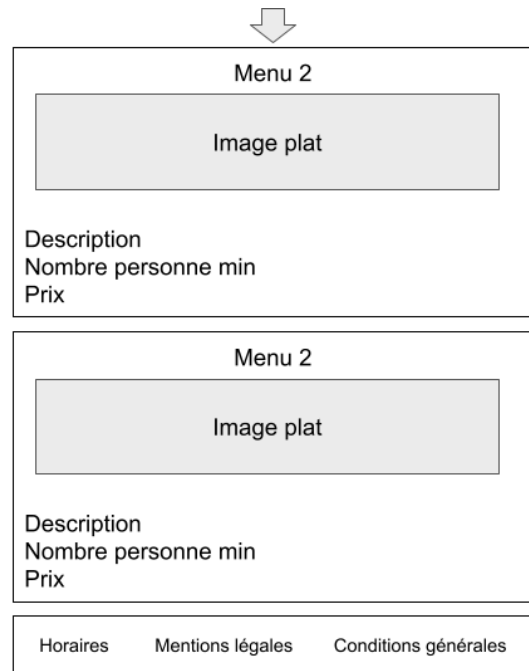 Menu 2
Image plat
Description
Nombre personne min
Prix
Menu 2
Image plat
Description
Nombre personne min
Prix
Horaires Mentions légales Conditions générales